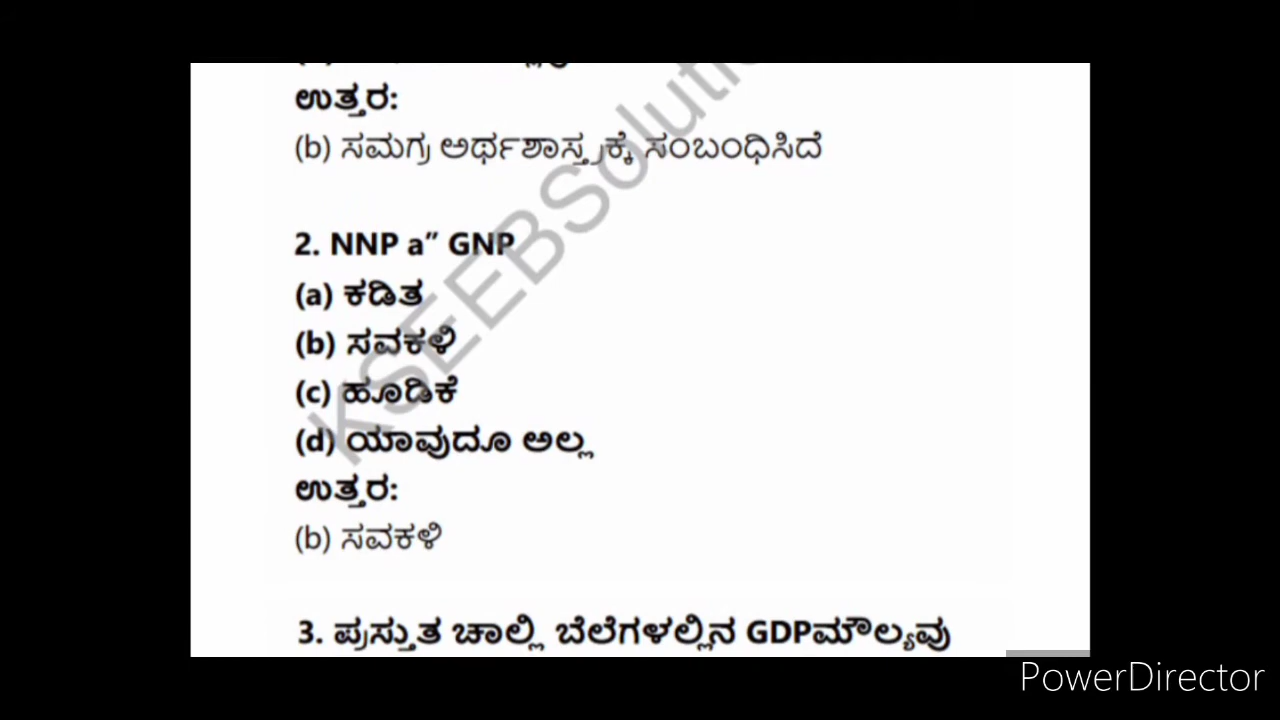 ಉತ್ತರ:
(b) ಸಮಗ್ರ ಅರ್ಥಶಾಸ್ತ್ರಕ್ಕೆ ಸಂಬಂಧಿಸಿದೆ
2. NNP a” GNP
(a) ಕಡಿತ
(b) ಸವಕಳಿ
(c) ಹೂಡಿಕೆ
(d) ಯಾವುದೂ ಅಲ್ಲ
ಉತ್ತರ:
(b) ಸವಕಳಿ
3. ಪ್ರಸ್ತುತ ಚಾಲ್ಲಿ ಬೆಲೆಗಳಲ್ಲಿನ GDPಮೌಲ್ಯವು
KSEEBSoluti
PowerDirector